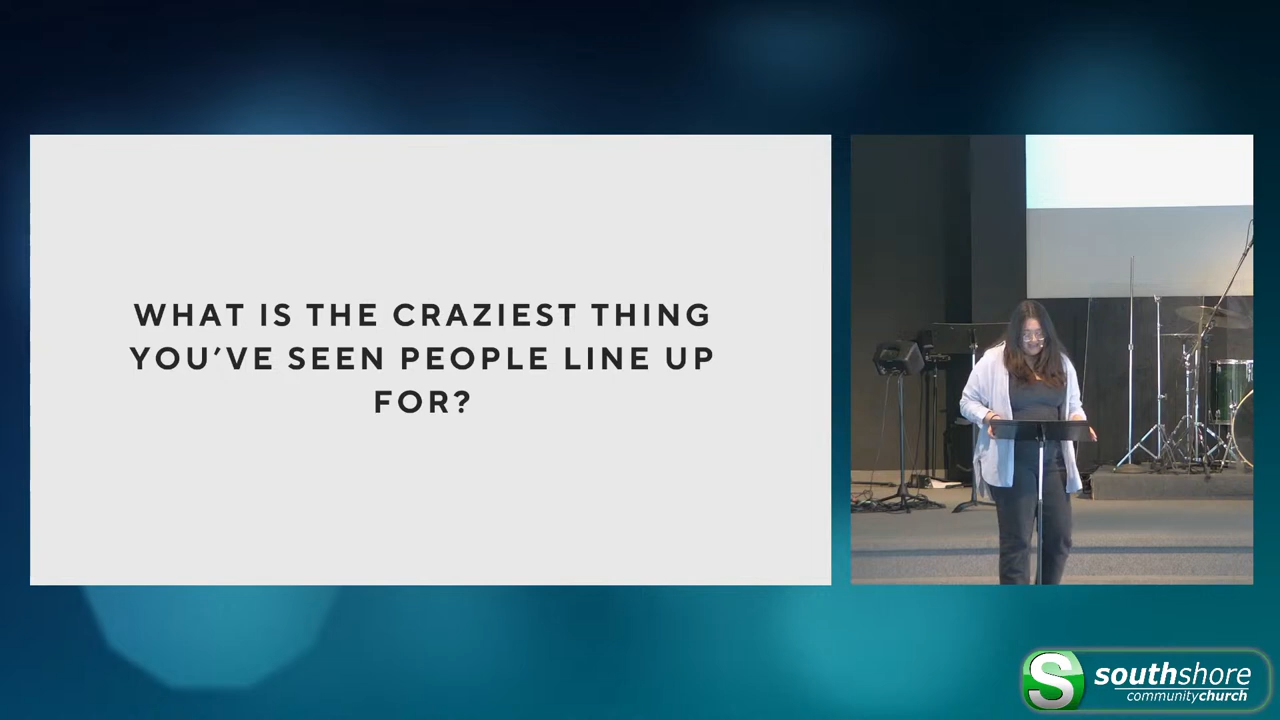 WHAT IS THE CRAZIEST THING
YOU'VE SEEN PEOPLE LINE UP
FOR?
S southshore
communitychurch